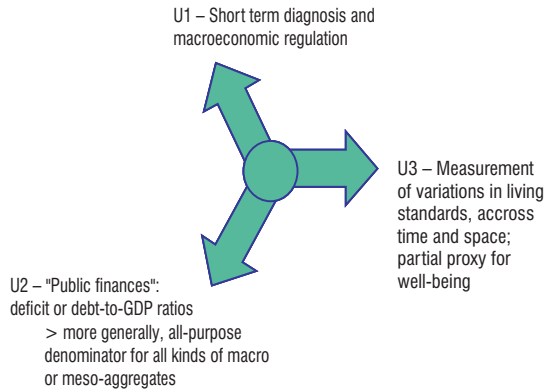 U1 – Short term diagnosis and
macroeconomic regulation
U3 – Measurement
of variations in living
standards, accross
time and space;
partial proxy for
well-being
U2 – "Public finances":
deficit or debt-to-GDP ratios
> more generally, all-purpose
denominator for all kinds of macro
or meso-aggregates